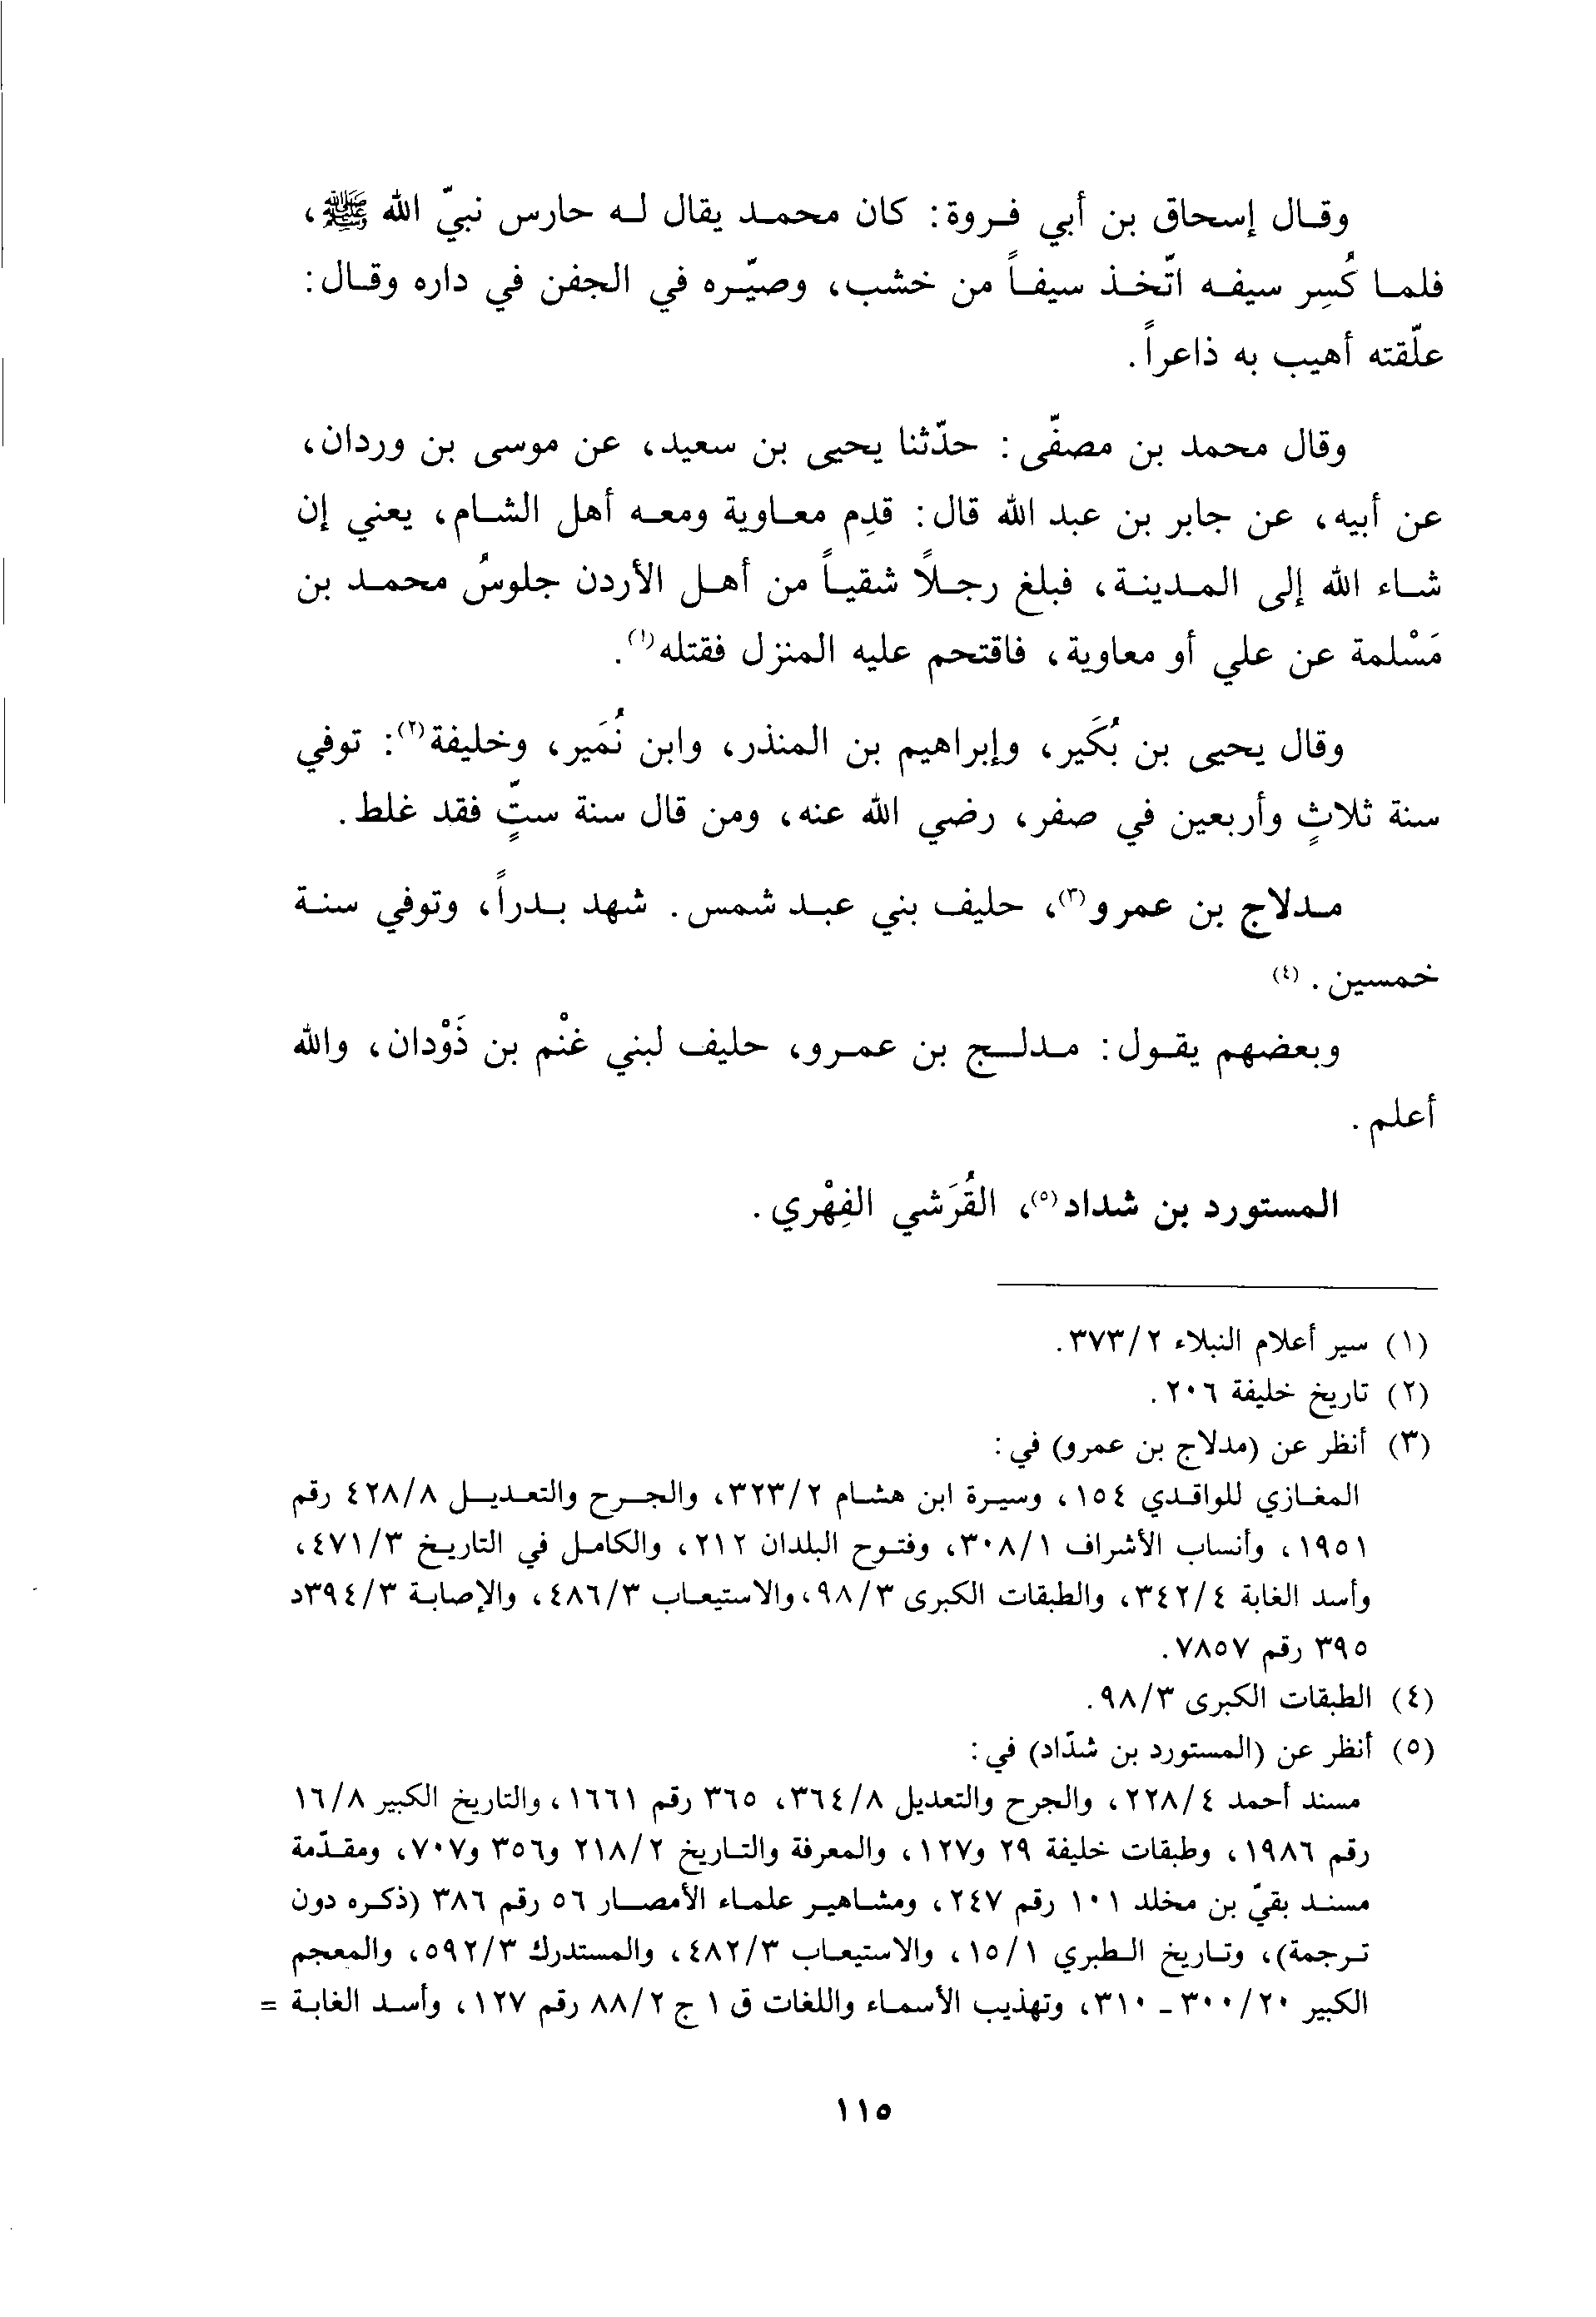 وقال إسحاق بن أبي فروة: كان محمد يقال له حارس نبيّ الله ﷺ،
فلما كُسِر سيفه اتّخذ سيفاً من خشب، وصيّره في الجفن في داره وقال:
علّقته أهيب به ذاعراً.
وقال محمد بن مصفّى: حدّثنا يحيى بن سعيد، عن موسى بن وردان،
عن أبيه، عن جابر بن عبد الله قال: قدِم معاوية ومعه أهل الشام، يعني إن
شاء الله إلى المدينة، فبلغ رجلاً شقياً من أهل الأردن جلوسُ محمد بن
مَسْلمة عن علي أو معاوية، فاقتحم عليه المنزل فقتله(١).
وقال يحيى بن بُكَير، وإبراهيم بن المنذر، وابن نُمَير، وخليفة(٢): توفي
سنة ثلاثٍ وأربعين في صفر، رضي الله عنه، ومن قال سنة ستٍّ فقد غلط.
مدلاج بن عمرو(٣)، حليف بني عبد شمس. شهد بدراً، وتوفي سنة
خمسين. (٤)
وبعضهم يقول: مدلج بن عمرو، حليف لبني غنْم بن ذَوْدان، والله
أعلم.
المستورد بن شداد(٥)، القُرَشي الفِهْري.
(١) سير أعلام النبلاء ٢/٣٧٣.
(٢) تاريخ خليفة ٢٠٦.
(٣) أنظر عن (مدلاج بن عمرو) في:
المغازي للواقدي ١٥٤، وسيرة ابن هشام ٢/٣٢٣، والجرح والتعديل ٨/٤٢٨ رقم
١٩٥١، وأنساب الأشراف ١/٣٠٨، وفتوح البلدان ٢١٢، والكامل في التاريخ ٣/٤٧١،
وأسد الغابة ٤/٣٤٢، والطبقات الكبرى ٣/٩٨، والاستيعاب ٣/٤٨٦، والإصابة ٣/٣٩٤د
٣٩٥ رقم ٧٨٥٧.
(٤) الطبقات الكبرى ٣/٩٨.
(٥) أنظر عن (المستورد بن شدّاد) في:
مسند أحمد ٤/٢٢٨، والجرح والتعديل ٨/٣٦٤، ٣٦٥ رقم ١٦٦١، والتاريخ الكبير ٨/١٦
رقم ١٩٨٦، وطبقات خليفة ٢٩ و١٢٧، والمعرفة والتاريخ ٢/٢١٨ و٣٥٦ و٧٠٧، ومقدّمة
مسند بقيّ بن مخلد ١٠١ رقم ٢٤٧، ومشاهير علماء الأمصار ٥٦ رقم ٣٨٦ (ذكره دون
ترجمة)، وتاريخ الطبري ١/١٥، والاستيعاب ٣/٤٨٢، والمستدرك ٣/٥٩٢، والمعجم
الكبير ٢٠/٣٠٠ - ٣١٠، وتهذيب الأسماء واللغات ق ١ ج ٢/٨٨ رقم ١٢٧، وأسد الغابة =
١١٥